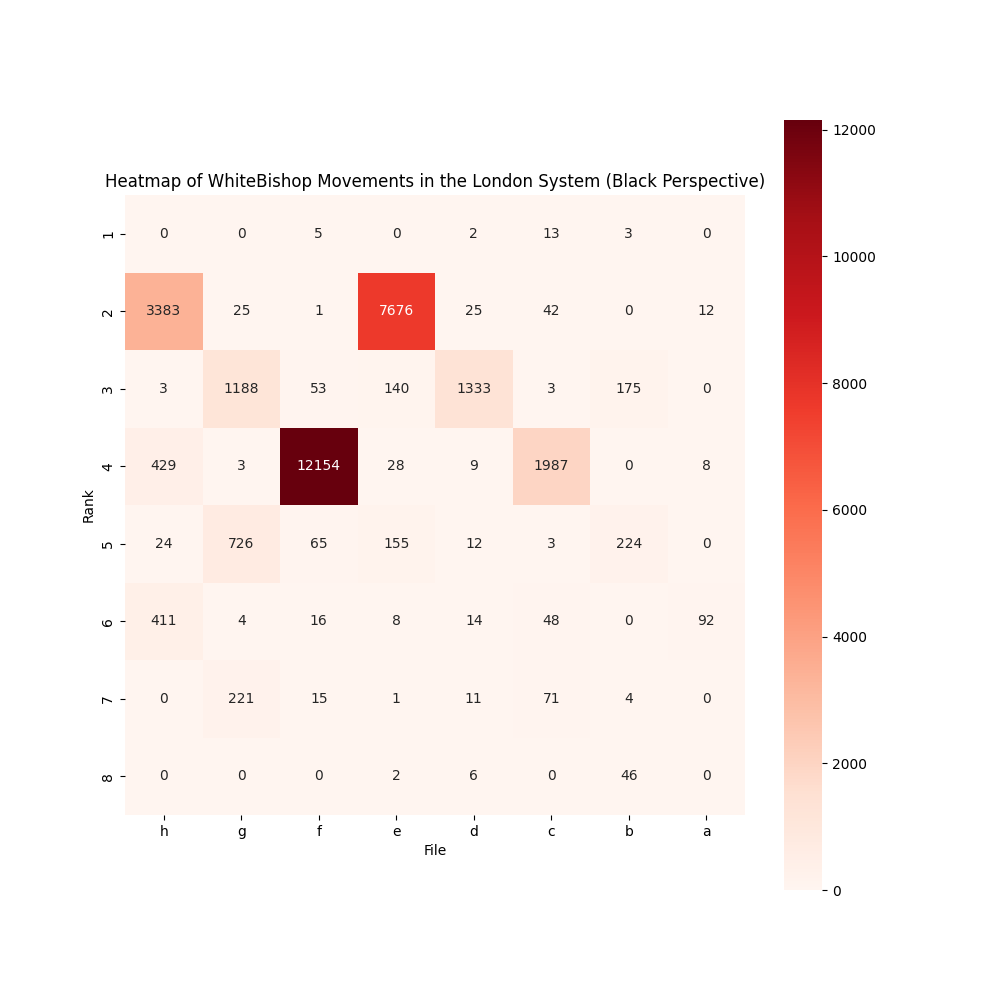 Heatmap of WhiteBishop Movements in the London System (Black Perspective)
1 0 0 5 0 2 13 3 0
2 3383 25 1 7676 25 42 0 12
3 3 1188 53 140 1333 3 175 0
4 429 3 12154 28 9 1987 0 8
5 24 726 65 155 12 3 224 0
6 411 4 16 8 14 48 0 92
7 0 221 15 1 11 71 4 0
8 0 0 0 2 6 0 46 0
h g f e d c b a
File
Rank
12000
10000
8000
6000
4000
2000
0